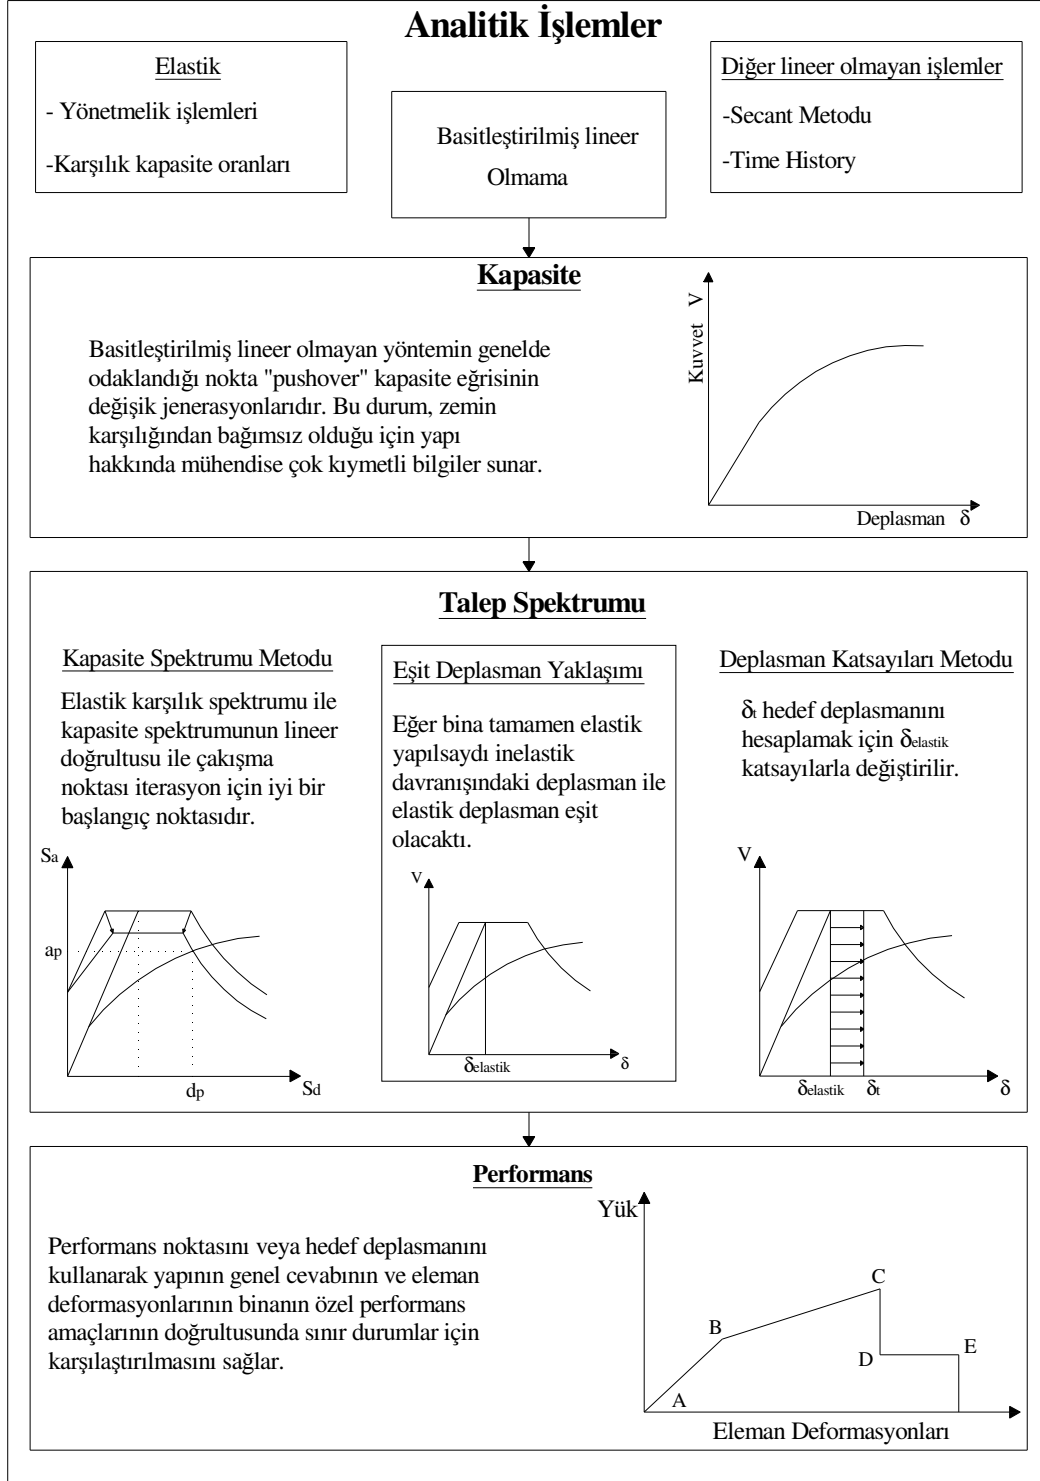 Analitik İşlemler
Elastik
- Yönetmelik işlemleri
-Karşılık kapasite oranları
Basitleştirilmiş lineer
Olmama
Diğer lineer olmayan işlemler
-Secant Metodu
-Time History
Kapasite
Basitleştirilmiş lineer olmayan yöntemin genelde
odaklandığı nokta "pushover" kapasite eğrisinin
değişik jenerasyonlarıdır. Bu durum, zemin
karşılığından bağımsız olduğu için yapı
hakkında mühendise çok kıymetli bilgiler sunar.
Kuvvet V
Deplasman δ
Talep Spektrumu
Kapasite Spektrumu Metodu
Elastik karşılık spektrumu ile
kapasite spektrumunun lineer
doğrultusu ile çakışma
noktası iterasyon için iyi bir
başlangıç noktasıdır.
Sa
ap
dp
Sd
Eşit Deplasman Yaklaşımı
Eğer bina tamamen elastik
yapılsaydı inelastik
davranışındaki deplasman ile
elastik deplasman eşit
olacaktı.
V
δelastik
δ
Deplasman Katsayıları Metodu
δt hedef deplasmanını
hesaplamak için δelastik
katsayılarla değiştirilir.
V
δelastik
δt
δ
Performans
Performans noktasını veya hedef deplasmanını
kullanarak yapının genel cevabının ve eleman
deformasyonlarının binanın özel performans
amaçlarının doğrultusunda sınır durumlar için
karşılaştırılmasını sağlar.
Yük
A
B
C
D
E
Eleman Deformasyonları